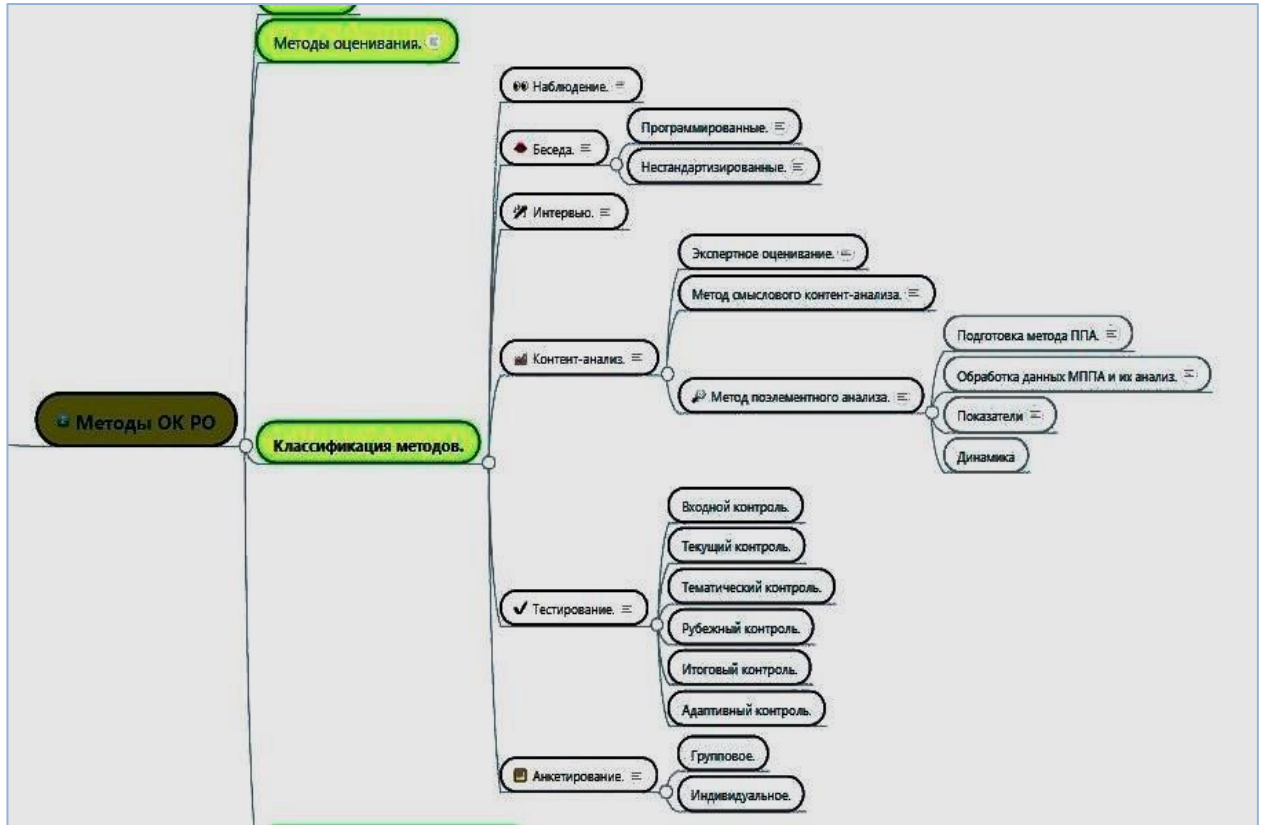 Методы оценивания.
Наблюдение.
Беседа.
Программированные.
Нестандартизированные.
Интервью.
Экспертное оценивание.
Метод смыслового контент-анализа.
Контент-анализ.
Метод поэлементного анализа.
Подготовка метода ППА.
Обработка данных МППА и их анализ.
Показатели
Динамика
Методы ОК РО
Классификация методов.
Входной контроль.
Текущий контроль.
Тематический контроль.
Тестирование.
Рубежный контроль.
Итоговый контроль.
Адаптивный контроль.
Анкетирование.
Групповое.
Индивидуальное.